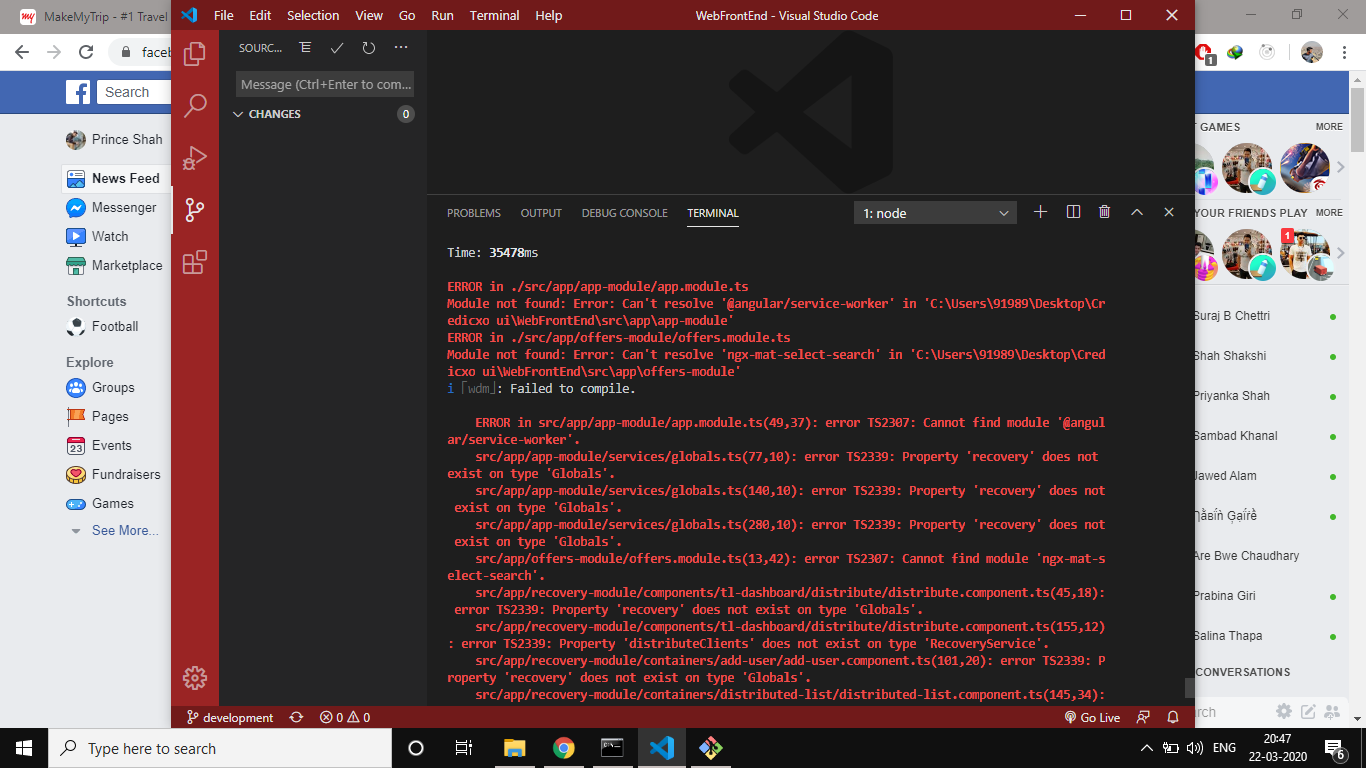 MakeMyTrip - #1 Travel
File Edit Selection View Go Run Terminal Help
WebFrontEnd - Visual Studio Code
faceb
1
Search
Prince Shah
News Feed
Messenger
Watch
Marketplace
Shortcuts
Football
Explore
Groups
Pages
23
Events
Fundraisers
Games
See More...
SOURC...
Message (Ctrl+Enter to com...
CHANGES 0
PROBLEMS OUTPUT DEBUG CONSOLE TERMINAL
1: node
Time: 35478ms
ERROR in ./src/app/app-module/app.module.ts
Module not found: Error: Can't resolve '@angular/service-worker' in 'C:\Users\91989\Desktop\Cr
edicxo ui\WebFrontEnd\src\app\app-module'
ERROR in ./src/app/offers-module/offers.module.ts
Module not found: Error: Can't resolve 'ngx-mat-select-search' in 'C:\Users\91989\Desktop\Cred
icxo ui\WebFrontEnd\src\app\offers-module'
i ｢wdm｣: Failed to compile.
ERROR in src/app/app-module/app.module.ts(49,37): error TS2307: Cannot find module '@angul
ar/service-worker'.
src/app/app-module/services/globals.ts(77,10): error TS2339: Property 'recovery' does not
exist on type 'Globals'.
src/app/app-module/services/globals.ts(140,10): error TS2339: Property 'recovery' does not
exist on type 'Globals'.
src/app/app-module/services/globals.ts(280,10): error TS2339: Property 'recovery' does not
exist on type 'Globals'.
src/app/offers-module/offers.module.ts(13,42): error TS2307: Cannot find module 'ngx-mat-s
elect-search'.
src/app/recovery-module/components/tl-dashboard/distribute/distribute.component.ts(45,18):
error TS2339: Property 'recovery' does not exist on type 'Globals'.
src/app/recovery-module/components/tl-dashboard/distribute/distribute.component.ts(155,12)
: error TS2339: Property 'distributeClients' does not exist on type 'RecoveryService'.
src/app/recovery-module/containers/add-user/add-user.component.ts(101,20): error TS2339: P
roperty 'recovery' does not exist on type 'Globals'.
src/app/recovery-module/containers/distributed-list/distributed-list.component.ts(145,34):
T GAMES MORE
YOUR FRIENDS PLAY MORE
1
Suraj B Chettri
Shah Shakshi
Priyanka Shah
Sambad Khanal
Jawed Alam
Are Bwe Chaudhary
Prabina Giri
Salina Thapa
CONVERSATIONS
rch
development 0 0
Go Live
Type here to search
ENG
20:47
22-03-2020
6